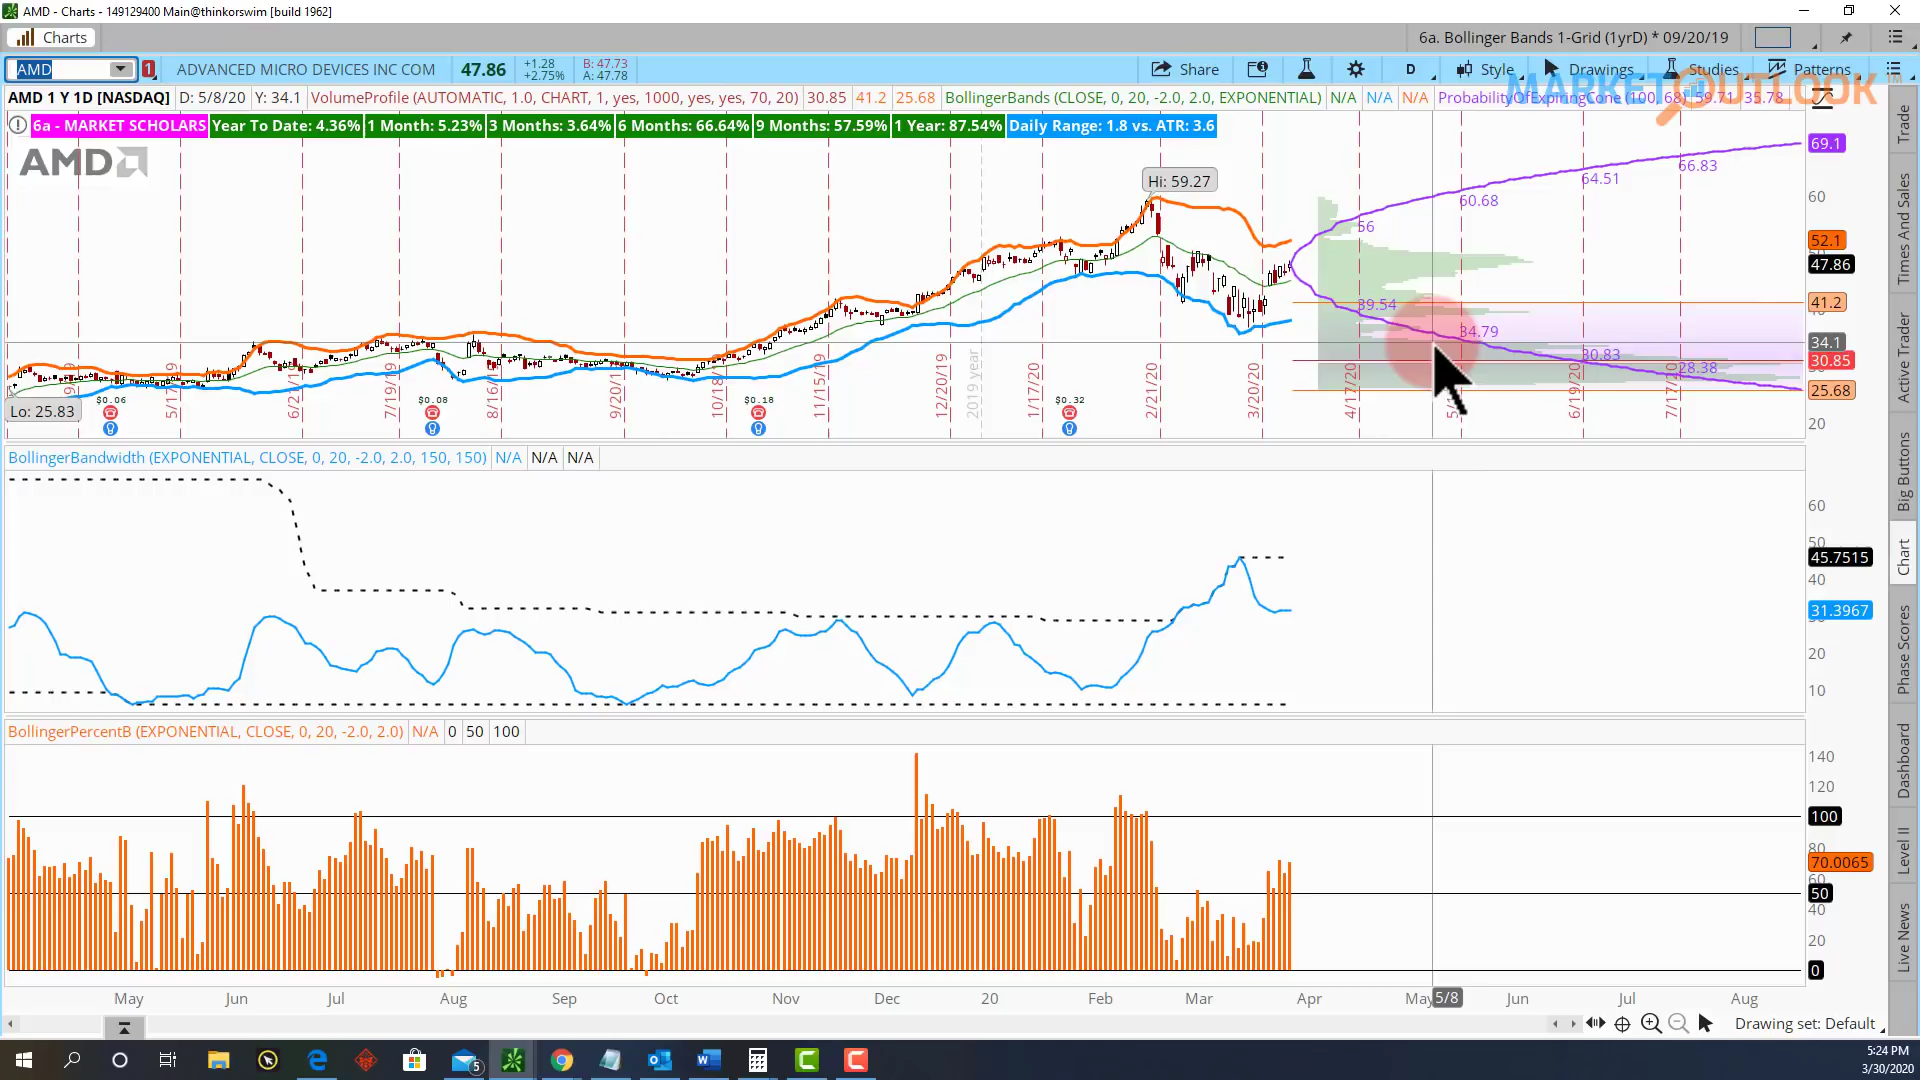 AMD - Charts - 149129400 Main@thinkorswim [build 1962]
Charts
6a. Bollinger Bands 1-Grid (1yrD) * 09/20/19
AMD
1
ADVANCED MICRO DEVICES INC COM
47.86
+1.28
+2.75%
B: 47.73
A: 47.78
Share
D
Style
Drawings
Studies
Patterns
MARKET OUTLOOK
AMD 1 Y 1D [NASDAQ]
D: 5/8/20
Y: 34.1
VolumeProfile (AUTOMATIC, 1.0, CHART, 1, yes, 1000, yes, yes, 70, 20)
30.85
41.2
25.68
BollingerBands (CLOSE, 0, 20, -2.0, 2.0, EXPONENTIAL)
N/A
N/A
N/A
ProbabilityOfExpiringCone (100, 68)
59.71
35.78
6a - MARKET SCHOLARS
Year To Date: 4.36%
1 Month: 5.23%
3 Months: 3.64%
6 Months: 66.64%
9 Months: 57.59%
1 Year: 87.54%
Daily Range: 1.8 vs. ATR: 3.6
AMD
Hi: 59.27
Lo: 25.83
56
60.68
64.51
66.83
39.54
34.79
30.83
28.38
69.1
60
52.1
47.86
41.2
34.1
30.85
25.68
20
5/17/19
7/19/19
8/16/19
9/20/19
10/18/19
11/15/19
12/20/19
2019 year
1/17/20
2/21/20
3/20/20
4/17/20
6/19/20
7/17/20
$0.06
$0.08
$0.18
$0.32
BollingerBandwidth (EXPONENTIAL, CLOSE, 0, 20, -2.0, 2.0, 150, 150)
N/A
N/A
N/A
60
50
45.7515
40
31.3967
20
10
BollingerPercentB (EXPONENTIAL, CLOSE, 0, 20, -2.0, 2.0)
N/A
0
50
100
140
120
100
80
70.0065
60
50
40
20
0
May
Jun
Jul
Aug
Sep
Oct
Nov
Dec
20
Feb
Mar
Apr
May
5/8
Jun
Jul
Aug
Drawing set: Default
Trade
Times And Sales
Active Trader
Big Buttons
Chart
Phase Scores
Dashboard
Level II
Live News
5
5:24 PM
3/30/2020